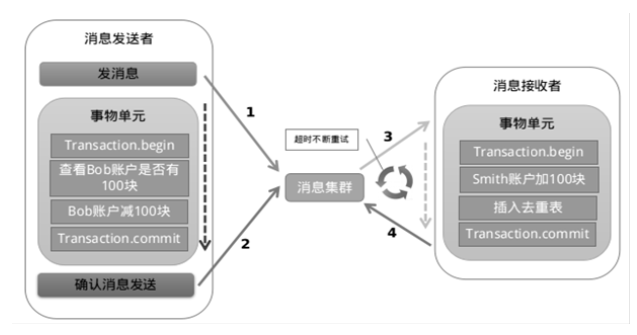 消息发送者
发消息
事物单元
Transaction.begin
查看Bob账户是否有
100块
Bob账户减100块
Transaction.commit
确认消息发送
1
2
超时不断重试
消息集群
3
4
消息接收者
事物单元
Transaction.begin
Smith账户加100块
插入去重表
Transaction.commit